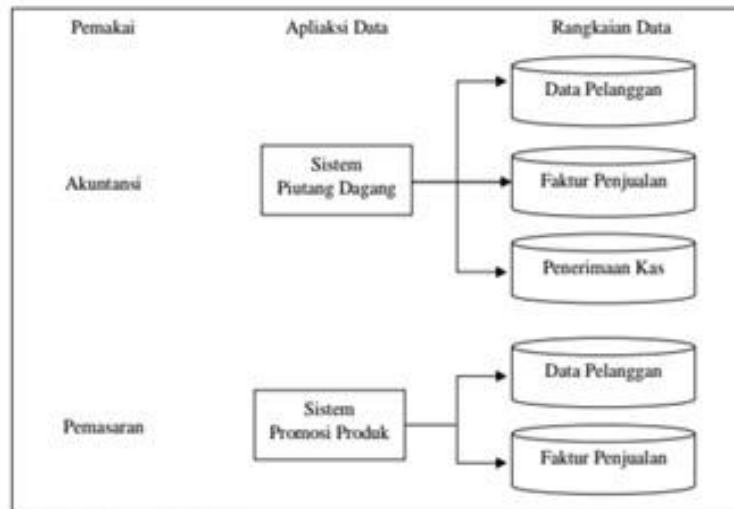 Pemakai
Apliaksi Data
Rangkaian Data
Data Pelanggan
Akuntansi
Sistem
Piutang Dagang
Faktur Penjualan
Penerimaan Kas
Pemasaran
Sistem
Promosi Produk
Data Pelanggan
Faktur Penjualan